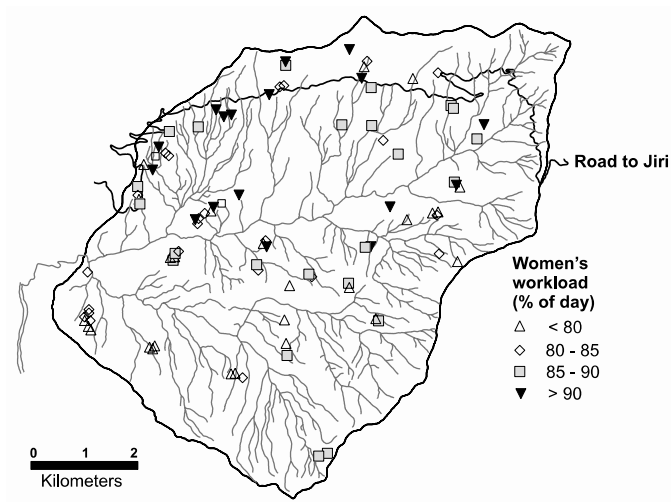 Road to Jiri
Women's
workload
(% of day)
< 80
80 - 85
85 - 90
> 90
0 1 2
Kilometers